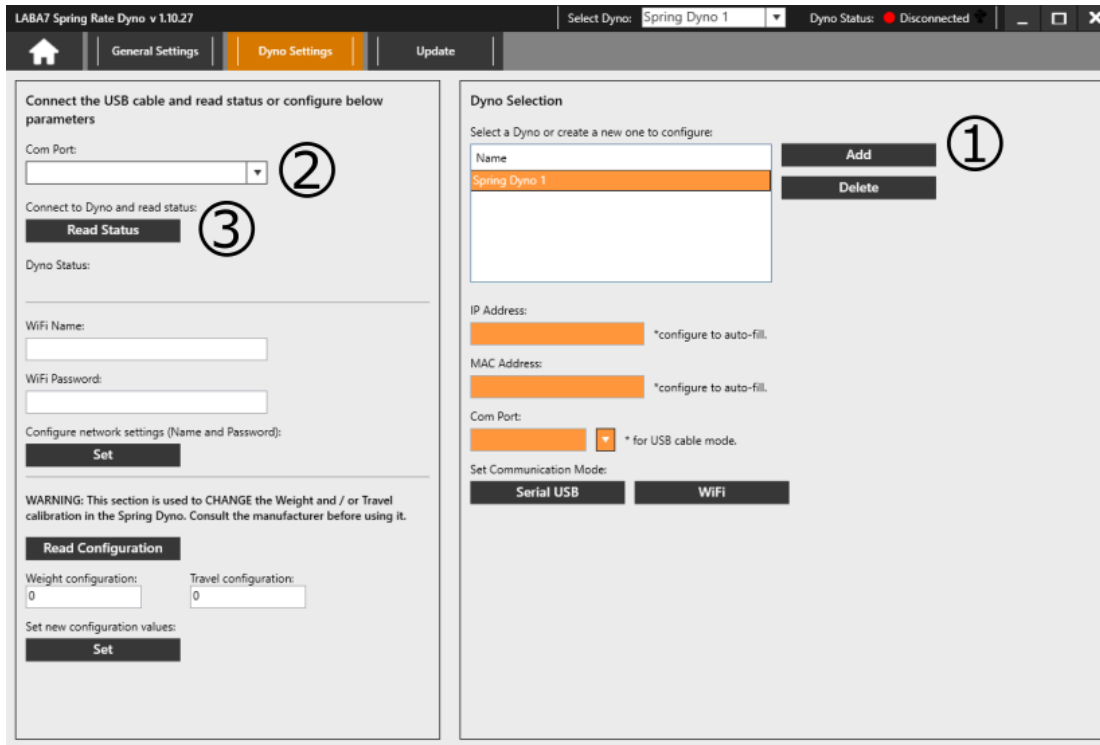 LABA7 Spring Rate Dyno v 1.10.27
Select Dyno: Spring Dyno 1
Dyno Status: Disconnected
General Settings
Dyno Settings
Update
Connect the USB cable and read status or configure below
parameters
Com Port:
②
Connect to Dyno and read status:
Read Status
③
Dyno Status:
WiFi Name:
WiFi Password:
Configure network settings (Name and Password):
Set
WARNING: This section is used to CHANGE the Weight and / or Travel
calibration in the Spring Dyno. Consult the manufacturer before using it.
Read Configuration
Weight configuration: Travel configuration:
0 0
Set new configuration values:
Set
Dyno Selection
Select a Dyno or create a new one to configure:
Name
Spring Dyno 1
Add
①
Delete
IP Address:
*configure to auto-fill.
MAC Address:
*configure to auto-fill.
Com Port:
* for USB cable mode.
Set Communication Mode:
Serial USB WiFi